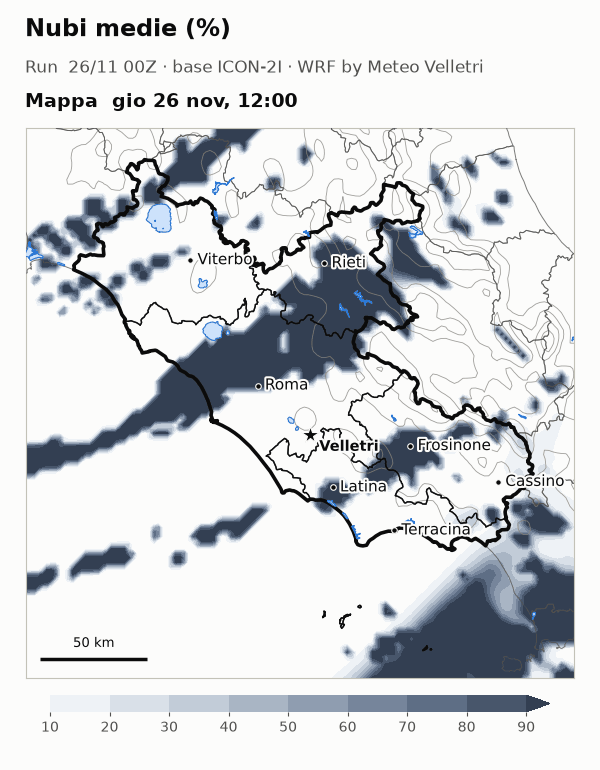 Nubi medie (%)
Run  26/11 00Z · base ICON-2I · WRF by Meteo Velletri
Mappa  gio 26 nov, 12:00
Viterbo
Rieti
Roma
Velletri
Frosinone
Latina
Cassino
Terracina
50 km
10 20 30 40 50 60 70 80 90